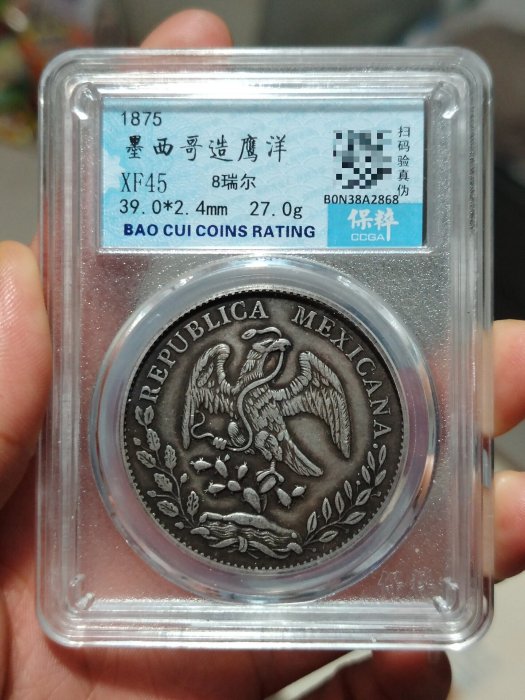 1875
墨西哥造鹰洋
XF45 8瑞尔
39.0*2.4mm 27.0g
BAO CUI COINS RATING
扫码验真伪
B0N38A2868
保粹
CCGA
REPUBLICA MEXICANA.